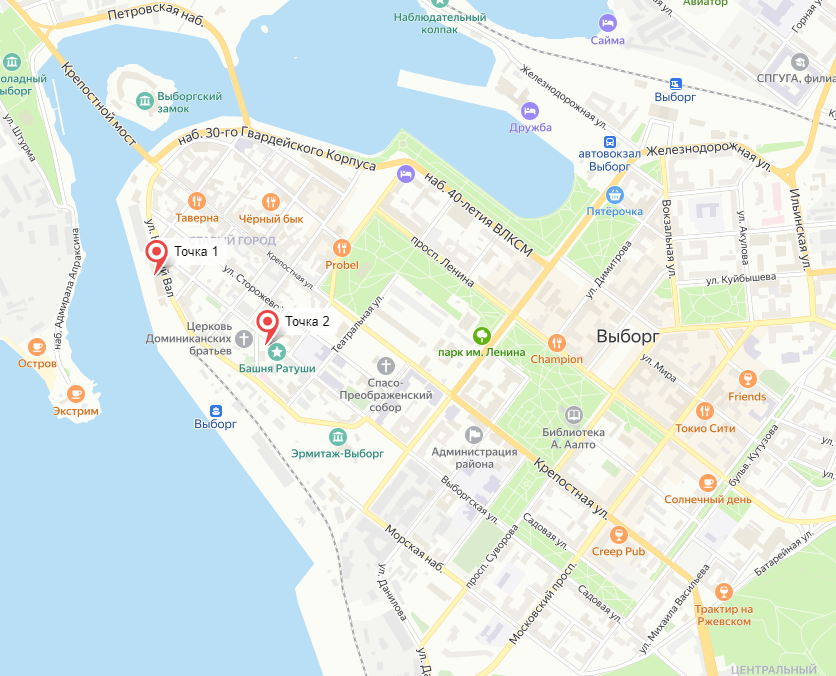 Петровская наб.
Авиатор
Наблюдательный
колпак
Сайма
Горная ул.
Крепостной мост
СПГУГА, филиа
Выборг
Железнодорожная ул.
Выборгский
замок
Дружба
наб. 30-го Гвардейского Корпуса
ул. Штурма
автовокзал
Выборг
Железнодорожная ул.
наб. 40-летия ВЛКСМ
Пятёрочка
Таверна
Чёрный бык
Вокзальная ул.
ул. Акулова
Ильинская ул.
Точка 1
Вал
Probel
Крепостная ул.
просп. Ленина
ул. Димитрова
ул. Куйбышева
наб. Адмирала Апраксина
Точка 2
Театральная ул.
Церковь
Доминиканских
братьев
Башня Ратуши
парк им. Ленина
Выборг
Champion
ул. Мира
Остров
Экстрим
Спасо-
Преображенский
собор
Friends
Токио Сити
Выборг
Библиотека
А. Аалто
Эрмитаж-Выборг
Администрация
района
бульв. Кутузова
Крепостная ул.
Солнечный день
Выборгская ул.
Садовая ул.
Морская наб.
просп. Суворова
Creep Pub
Батарейная ул.
ул. Данилова
Московский просп.
Садовая ул.
ул. Михаила Васильева
Трактир на
Ржевском
ЦЕНТРАЛЬНЫЙ